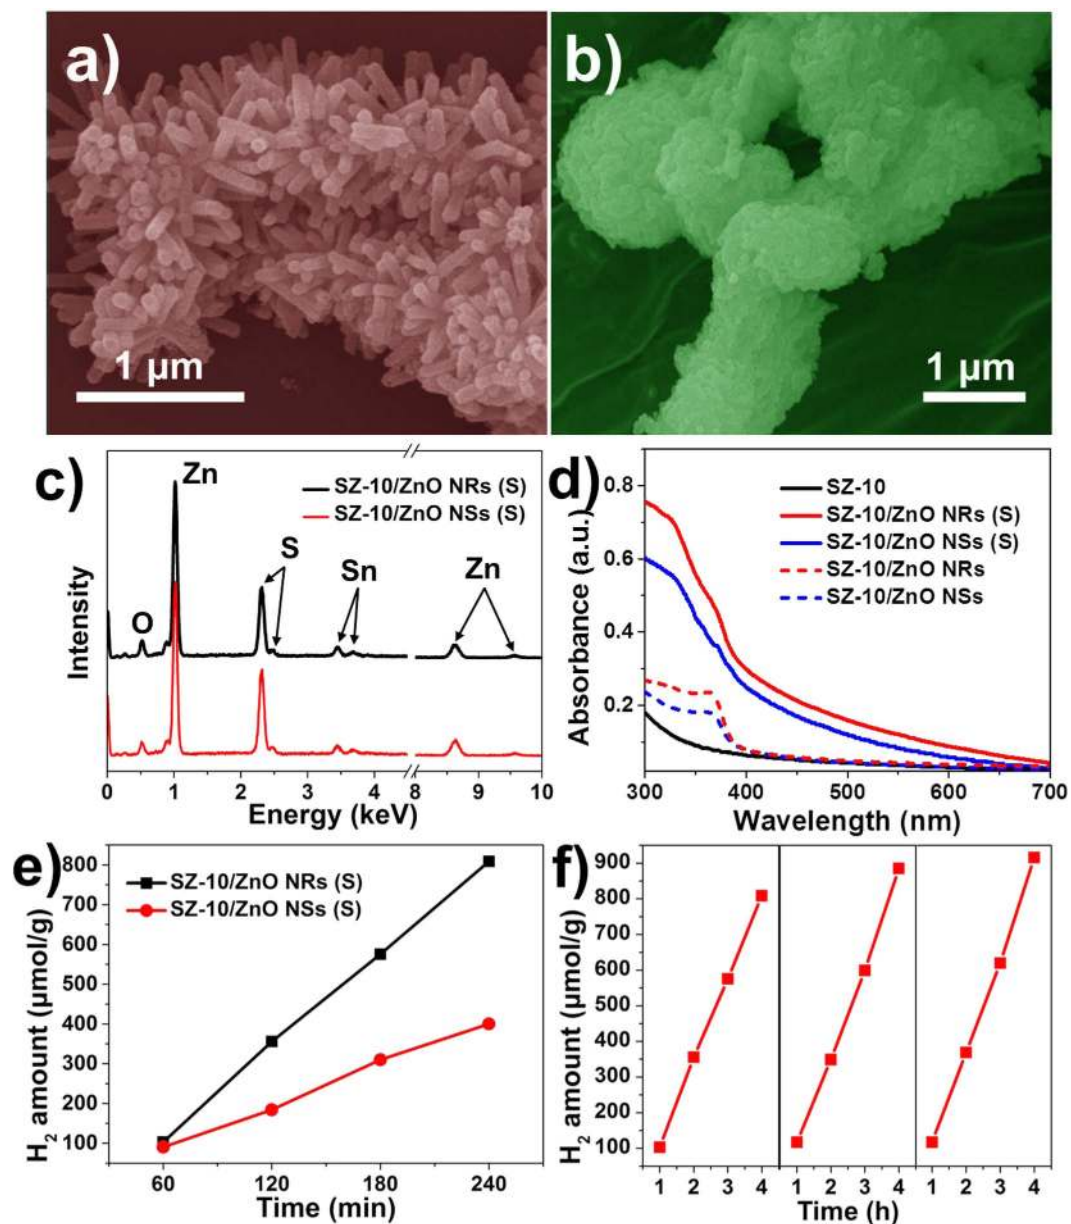 a)
1 µm
b)
1 µm
c)
Zn
SZ-10/ZnO NRs (S)
SZ-10/ZnO NSs (S)
S
Sn
Zn
O
Intensity
0 1 2 3 4 8 9 10
Energy (keV)
d)
0.8
0.6
0.4
0.2
SZ-10
SZ-10/ZnO NRs (S)
SZ-10/ZnO NSs (S)
SZ-10/ZnO NRs
SZ-10/ZnO NSs
Absorbance (a.u.)
300 400 500 600 700
Wavelength (nm)
e)
800
700
600
500
400
300
200
100
SZ-10/ZnO NRs (S)
SZ-10/ZnO NSs (S)
H2 amount (µmol/g)
60 120 180 240
Time (min)
f)
900
800
700
600
500
400
300
200
100
H2 amount (µmol/g)
1 2 3 4 1 2 3 4 1 2 3 4
Time (h)